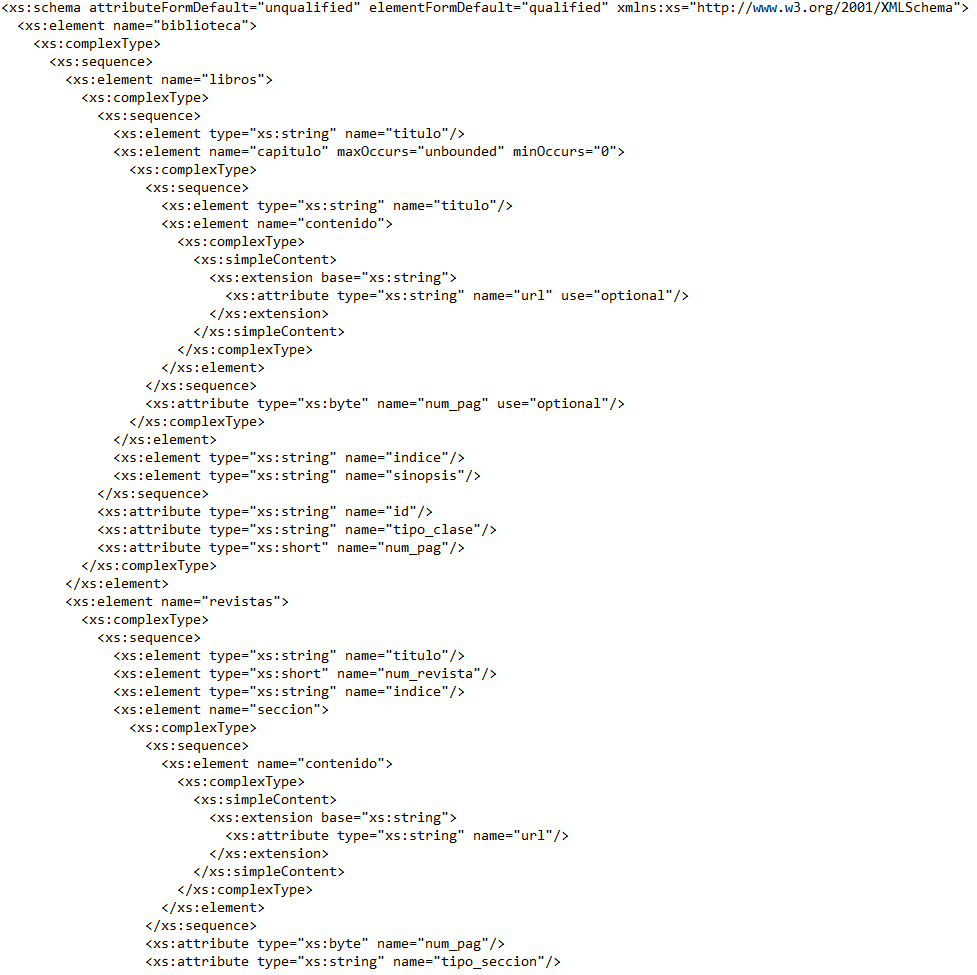 <xs:schema attributeFormDefault="unqualified" elementFormDefault="qualified" xmlns:xs="http://www.w3.org/2001/XMLSchema">
  <xs:element name="biblioteca">
    <xs:complexType>
      <xs:sequence>
        <xs:element name="libros">
          <xs:complexType>
            <xs:sequence>
              <xs:element type="xs:string" name="titulo"/>
              <xs:element name="capitulo" maxOccurs="unbounded" minOccurs="0">
                <xs:complexType>
                  <xs:sequence>
                    <xs:element type="xs:string" name="titulo"/>
                    <xs:element name="contenido">
                      <xs:complexType>
                        <xs:simpleContent>
                          <xs:extension base="xs:string">
                            <xs:attribute type="xs:string" name="url" use="optional"/>
                          </xs:extension>
                        </xs:simpleContent>
                      </xs:complexType>
                    </xs:element>
                  </xs:sequence>
                  <xs:attribute type="xs:byte" name="num_pag" use="optional"/>
                </xs:complexType>
              </xs:element>
              <xs:element type="xs:string" name="indice"/>
              <xs:element type="xs:string" name="sinopsis"/>
            </xs:sequence>
            <xs:attribute type="xs:string" name="id"/>
            <xs:attribute type="xs:string" name="tipo_clase"/>
            <xs:attribute type="xs:short" name="num_pag"/>
          </xs:complexType>
        </xs:element>
        <xs:element name="revistas">
          <xs:complexType>
            <xs:sequence>
              <xs:element type="xs:string" name="titulo"/>
              <xs:element type="xs:short" name="num_revista"/>
              <xs:element type="xs:string" name="indice"/>
              <xs:element name="seccion">
                <xs:complexType>
                  <xs:sequence>
                    <xs:element name="contenido">
                      <xs:complexType>
                        <xs:simpleContent>
                          <xs:extension base="xs:string">
                            <xs:attribute type="xs:string" name="url"/>
                          </xs:extension>
                        </xs:simpleContent>
                      </xs:complexType>
                    </xs:element>
                  </xs:sequence>
                  <xs:attribute type="xs:byte" name="num_pag"/>
                  <xs:attribute type="xs:string" name="tipo_seccion"/>